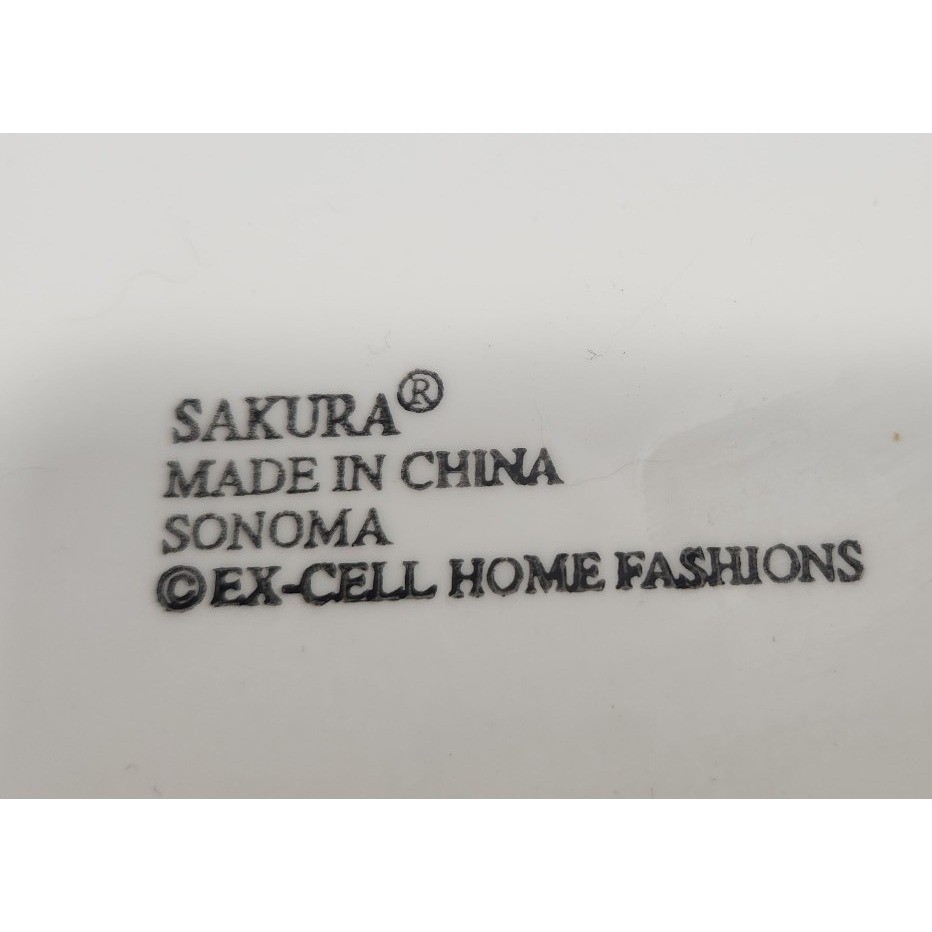 SAKURA®
MADE IN CHINA
SONOMA
©EX-CELL HOME FASHIONS